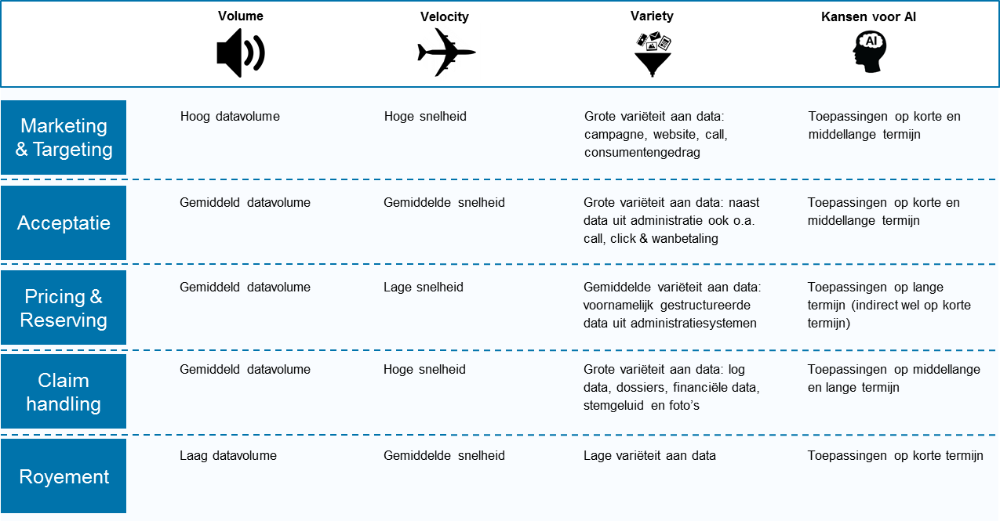 Volume
Velocity
Variety
Kansen voor AI
AI
Marketing
& Targeting
Hoog datavolume
Hoge snelheid
Grote variëteit aan data:
campagne, website, call,
consumentengedrag
Toepassingen op korte en
middellange termijn
Acceptatie
Gemiddeld datavolume
Gemiddelde snelheid
Grote variëteit aan data: naast
data uit administratie ook o.a.
call, click & wanbetaling
Toepassingen op korte en
middellange termijn
Pricing &
Reserving
Gemiddeld datavolume
Lage snelheid
Gemiddelde variëteit aan data:
voornamelijk gestructureerde
data uit administratiesystemen
Toepassingen op lange
termijn (indirect wel op korte
termijn)
Claim
handling
Gemiddeld datavolume
Hoge snelheid
Grote variëteit aan data: log
data, dossiers, financiële data,
stemgeluid en foto’s
Toepassingen op middellange
en lange termijn
Royement
Laag datavolume
Gemiddelde snelheid
Lage variëteit aan data
Toepassingen op korte termijn